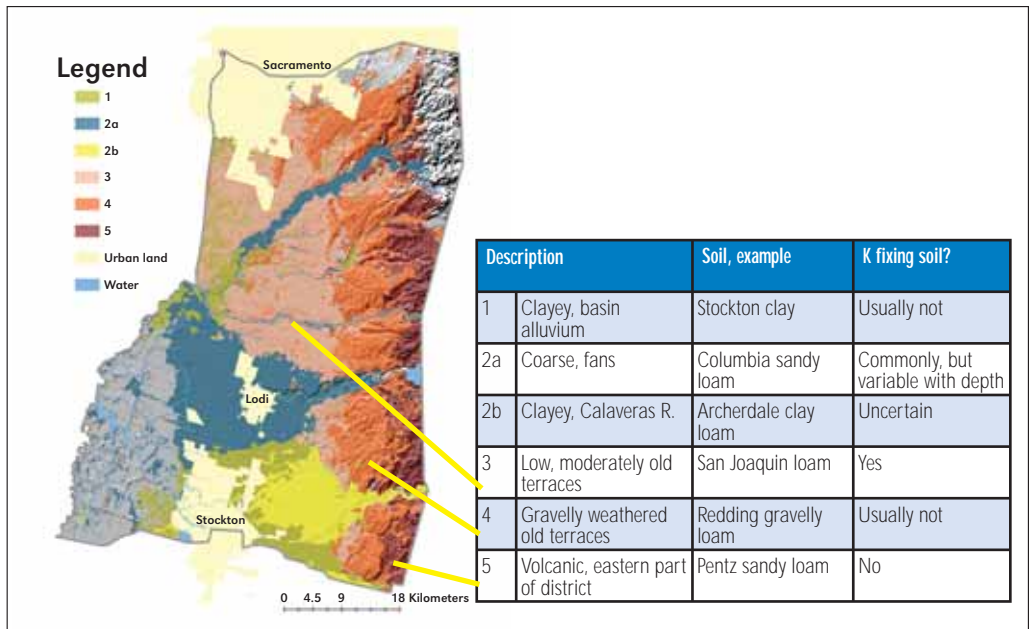 Legend
1
2a
2b
3
4
5
Urban land
Water
Sacramento
Lodi
Stockton
0 4.5 9 18 Kilometers
Description Soil, example K fixing soil?
1 Clayey, basin alluvium Stockton clay Usually not
2a Coarse, fans Columbia sandy loam Commonly, but variable with depth
2b Clayey, Calaveras R. Archerdale clay loam Uncertain
3 Low, moderately old terraces San Joaquin loam Yes
4 Gravelly weathered old terraces Redding gravelly loam Usually not
5 Volcanic, eastern part of district Pentz sandy loam No